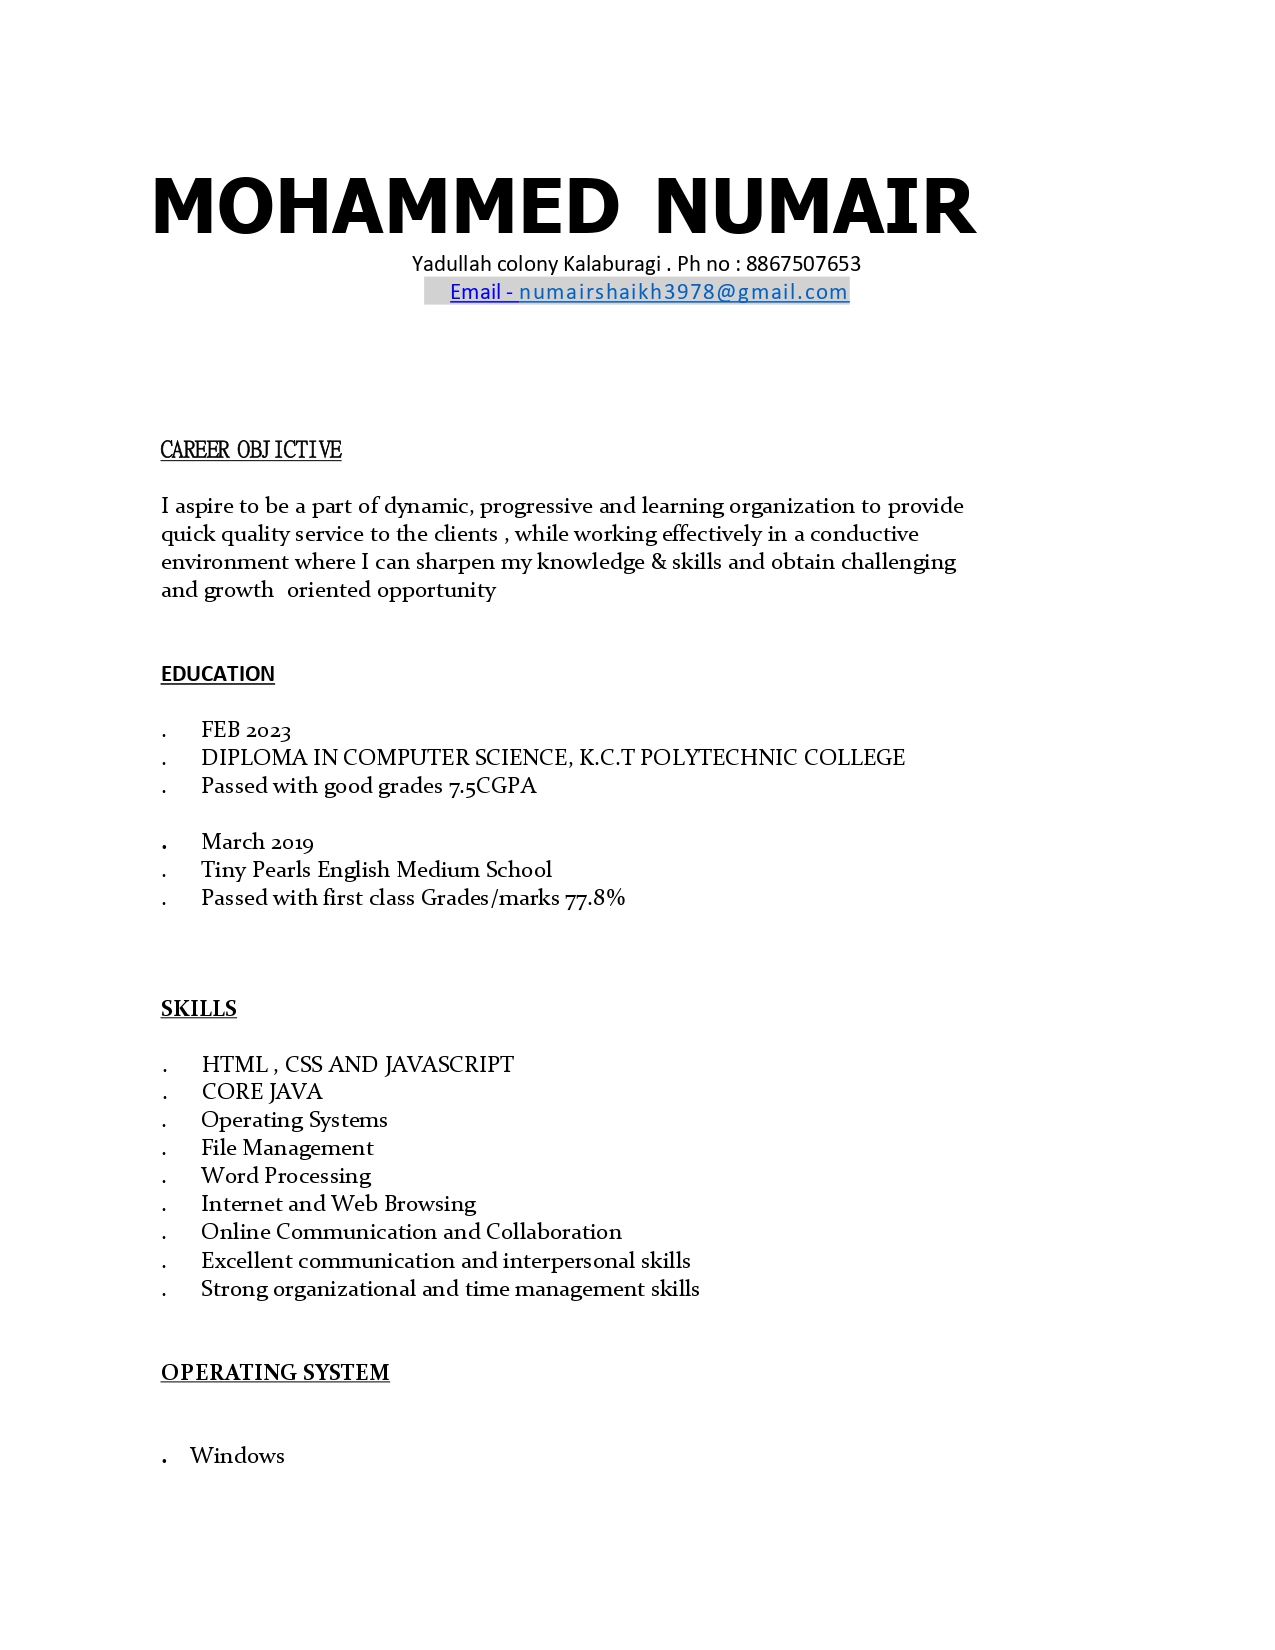 MOHAMMED NUMAIR
Yadullah colony Kalaburagi . Ph no : 8867507653
Email - numairshaikh3978@gmail.com
CAREER OBJICTIVE
I aspire to be a part of dynamic, progressive and learning organization to provide
quick quality service to the clients , while working effectively in a conductive
environment where I can sharpen my knowledge & skills and obtain challenging
and growth oriented opportunity
EDUCATION
. FEB 2023
. DIPLOMA IN COMPUTER SCIENCE, K.C.T POLYTECHNIC COLLEGE
. Passed with good grades 7.5CGPA
. March 2019
. Tiny Pearls English Medium School
. Passed with first class Grades/marks 77.8%
SKILLS
. HTML , CSS AND JAVASCRIPT
. CORE JAVA
. Operating Systems
. File Management
. Word Processing
. Internet and Web Browsing
. Online Communication and Collaboration
. Excellent communication and interpersonal skills
. Strong organizational and time management skills
OPERATING SYSTEM
. Windows